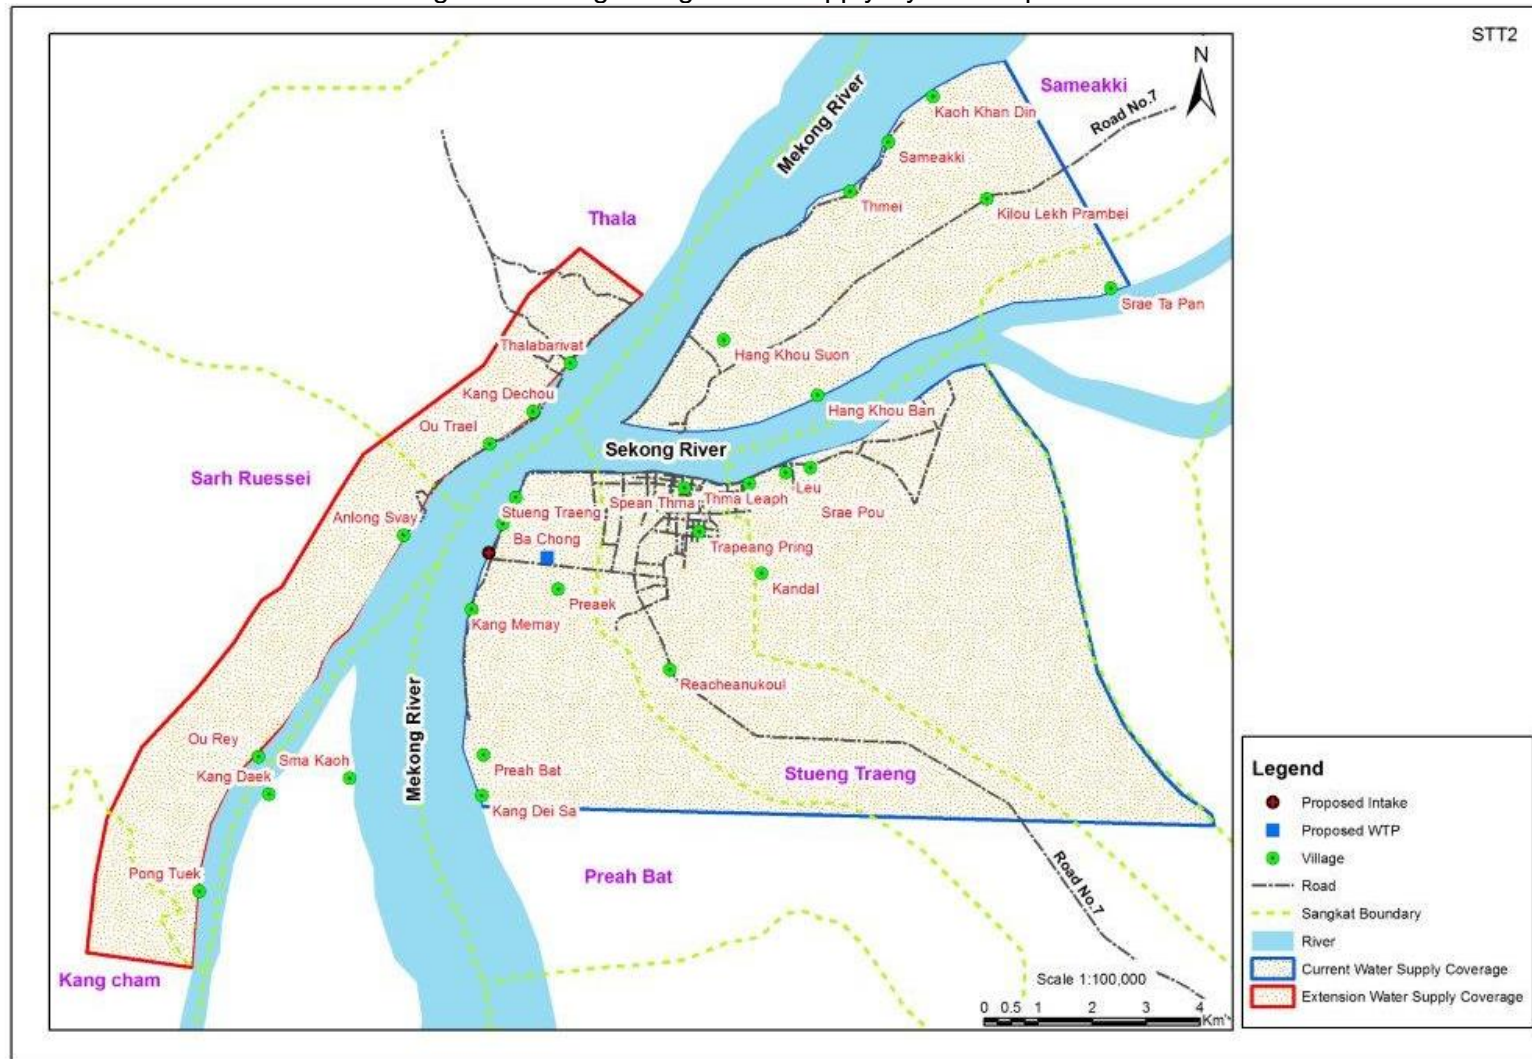 STT2
N
Sameakki
Mekong River
Kaoh Khan Din
Road No.7
Sameakki
Thmei
Kilou Lekh Prambei
Thala
Srae Ta Pan
Thalabarivat
Hang Khou Suon
Kang Dechou
Hang Khou Ban
Ou Trael
Sekong River
Sarh Ruessei
Leu
Spean Thma
Thma Leaph
Stueng Traeng
Srae Pou
Anlong Svay
Ba Chong
Trapeang Pring
Kandal
Preaek
Kang Memay
Reacheanukoul
Mekong River
Ou Rey
Sma Kaoh
Kang Daek
Preah Bat
Stueng Traeng
Kang Dei Sa
Pong Tuek
Preah Bat
Road No.7
Kang cham
Scale 1:100,000
0 0.5 1 2 3 4
Km
Legend
Proposed Intake
Proposed WTP
Village
Road
Sangkat Boundary
River
Current Water Supply Coverage
Extension Water Supply Coverage